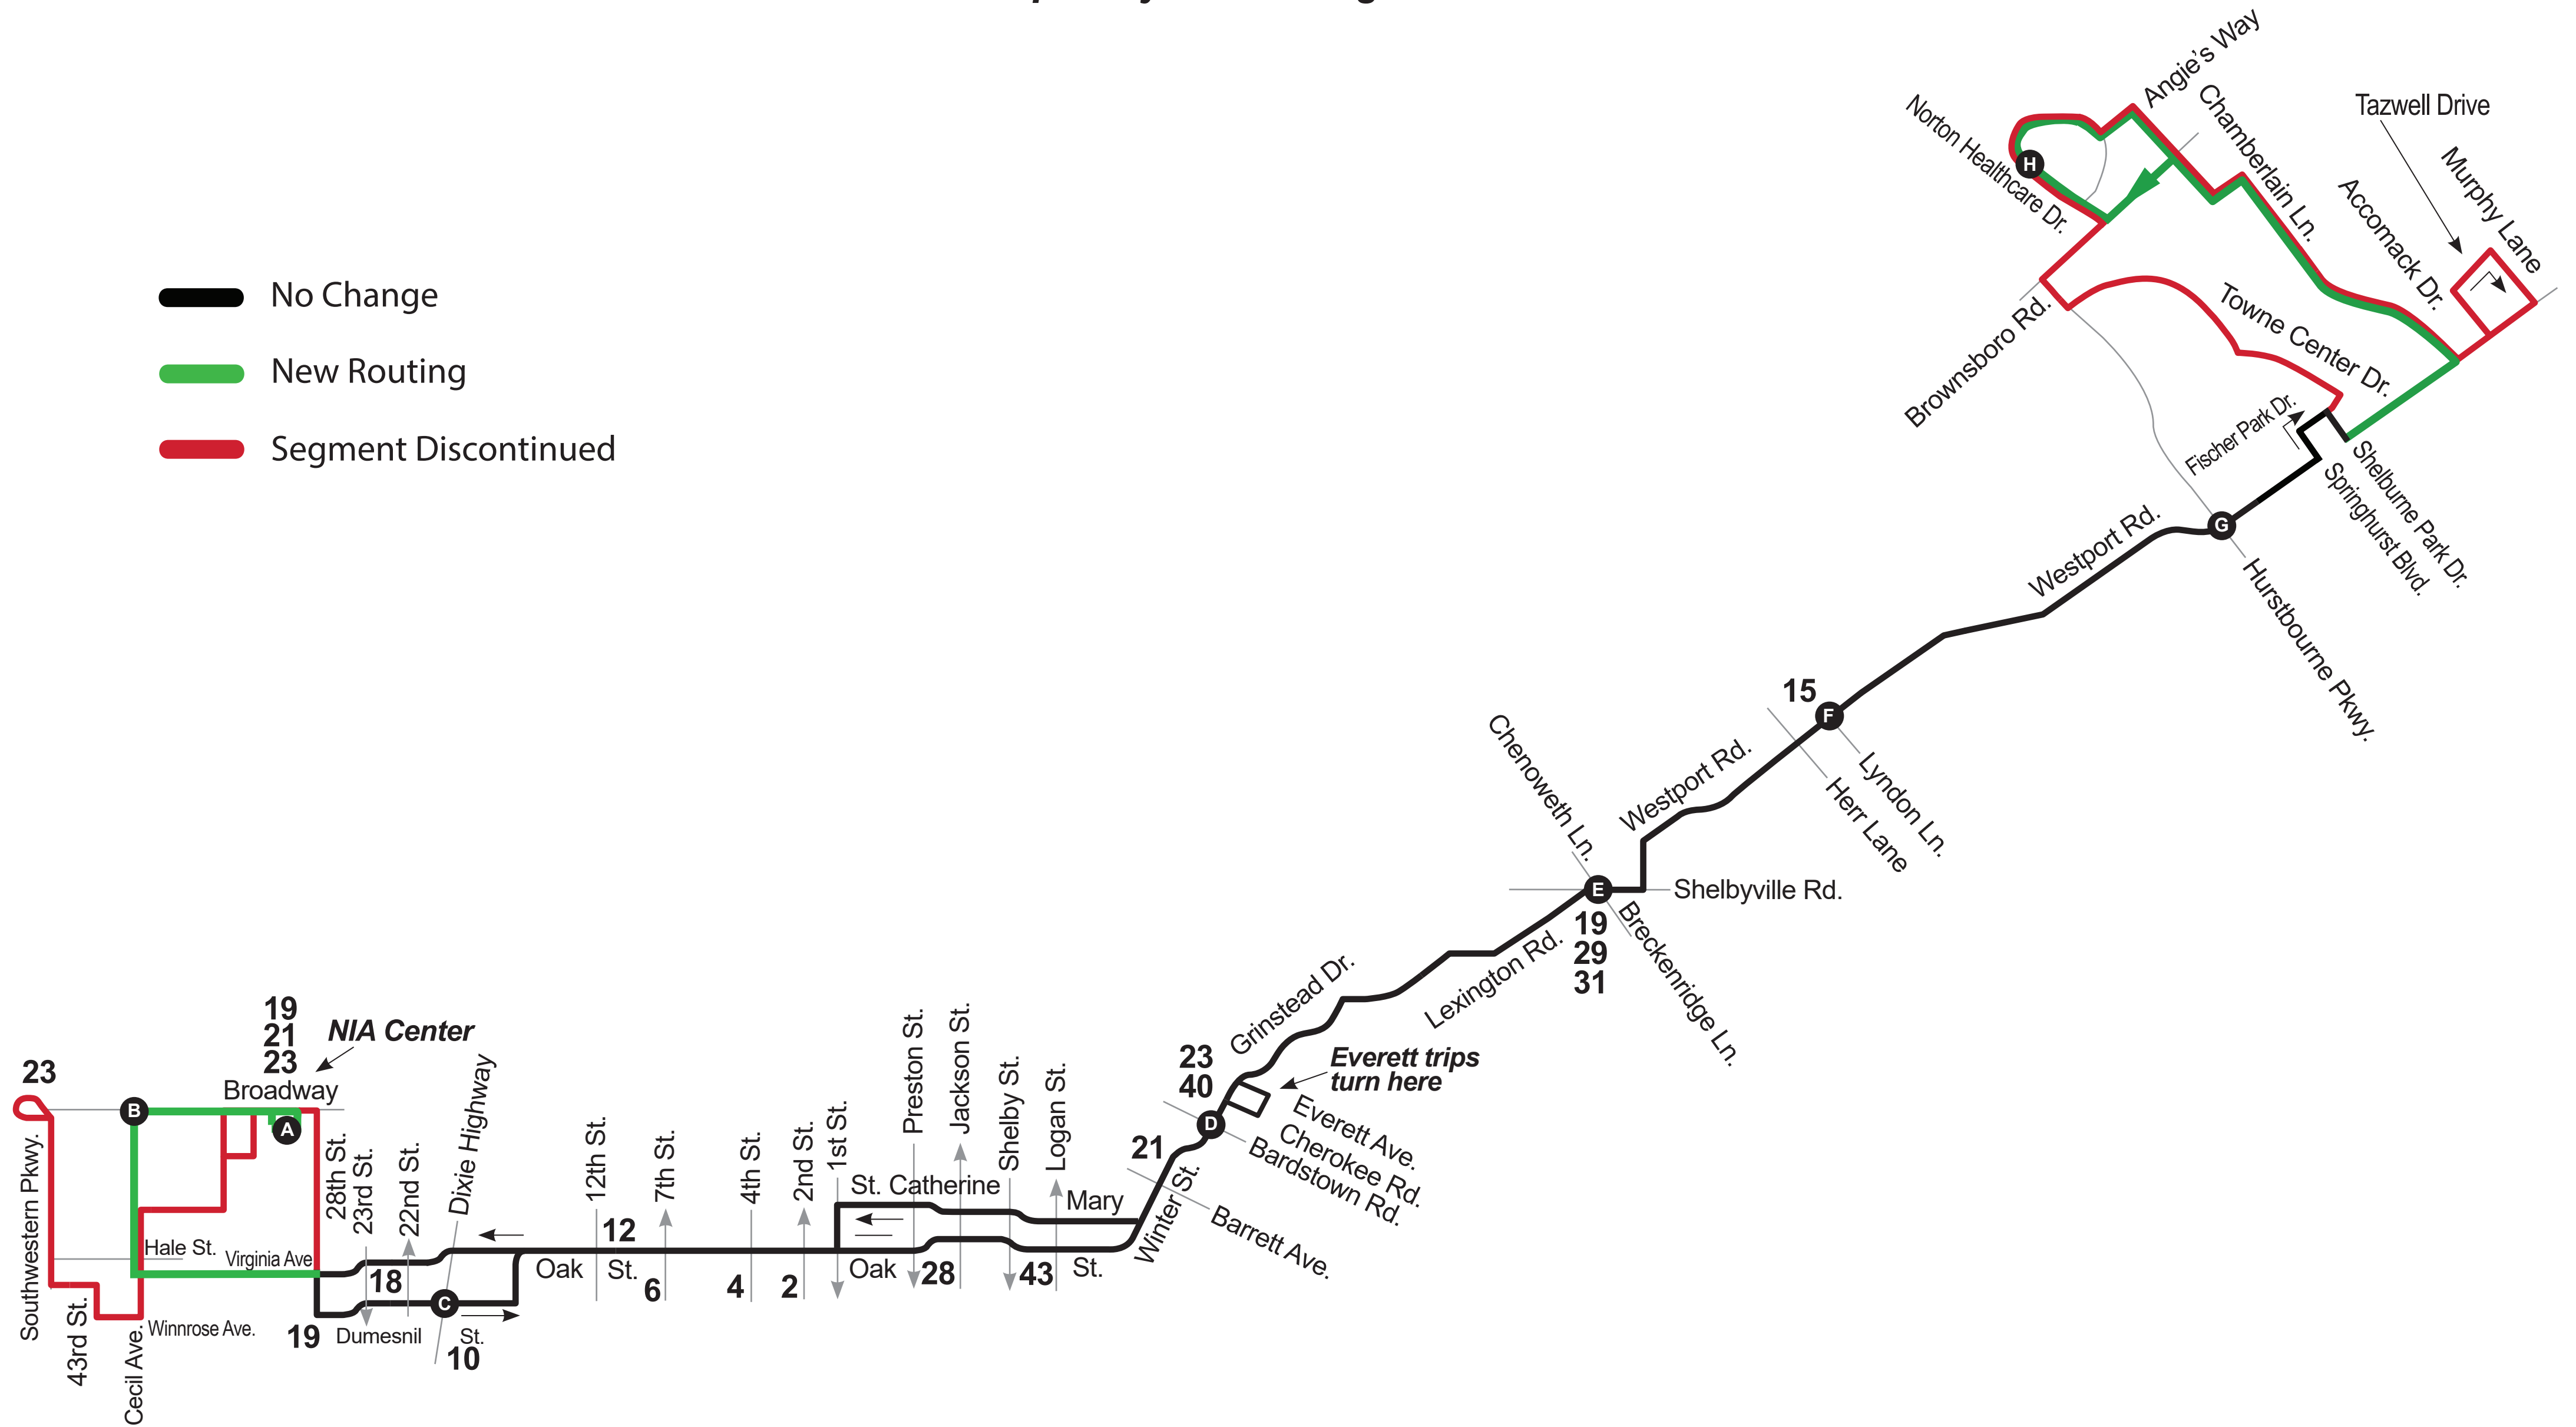 No Change
New Routing
Segment Discontinued
Angie's Way
Chamberlain Ln.
Norton Healthcare Dr.
H
Tazwell Drive
Murphy Lane
Accomack Dr.
Towne Center Dr.
Brownsboro Rd.
Fischer Park Dr.
Shelburne Park Dr.
Springhurst Blvd.
G
Westport Rd.
Hurstbourne Pkwy.
15
F
Lyndon Ln.
Herr Lane
Westport Rd.
Chenoweth Ln.
E
Shelbyville Rd.
19
29
31
Breckenridge Ln.
Lexington Rd.
Grinstead Dr.
23
40
Everett trips
turn here
D
Everett Ave.
Cherokee Rd.
Bardstown Rd.
21
Winter St.
Barrett Ave.
19
21
23
NIA Center
Broadway
23
B
A
Southwestern Pkwy.
43rd St.
Cecil Ave.
Hale St.
Virginia Ave
Winnrose Ave.
28th St.
23rd St.
22nd St.
Dixie Highway
18
C
19
Dumesnil
St.
10
12th St.
7th St.
4th St.
2nd St.
1st St.
Preston St.
Jackson St.
Shelby St.
Logan St.
St. Catherine
Mary
12
Oak
St.
6
4
2
Oak
28
43
St.